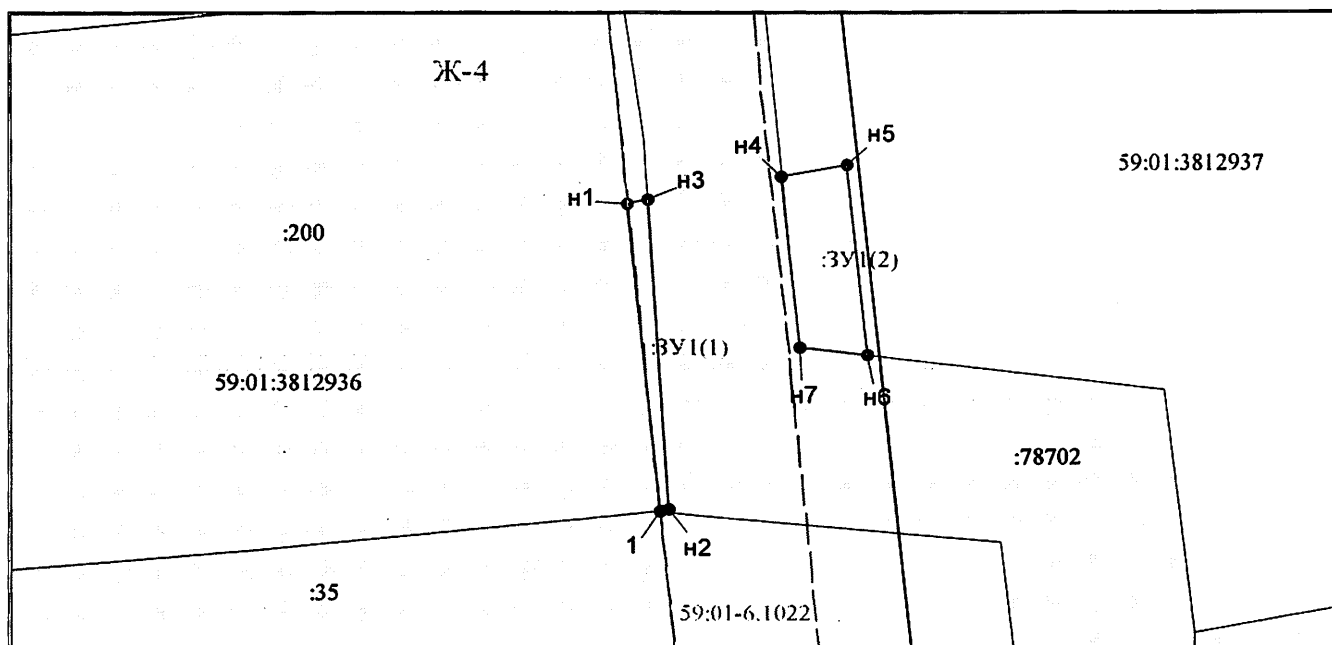 Ж-4
н4
н5
59:01:3812937
н1
н3
:200
:ЗУ1(2)
:ЗУ1(1)
59:01:3812936
н7
н6
:78702
1
н2
:35
59:01-6.1022